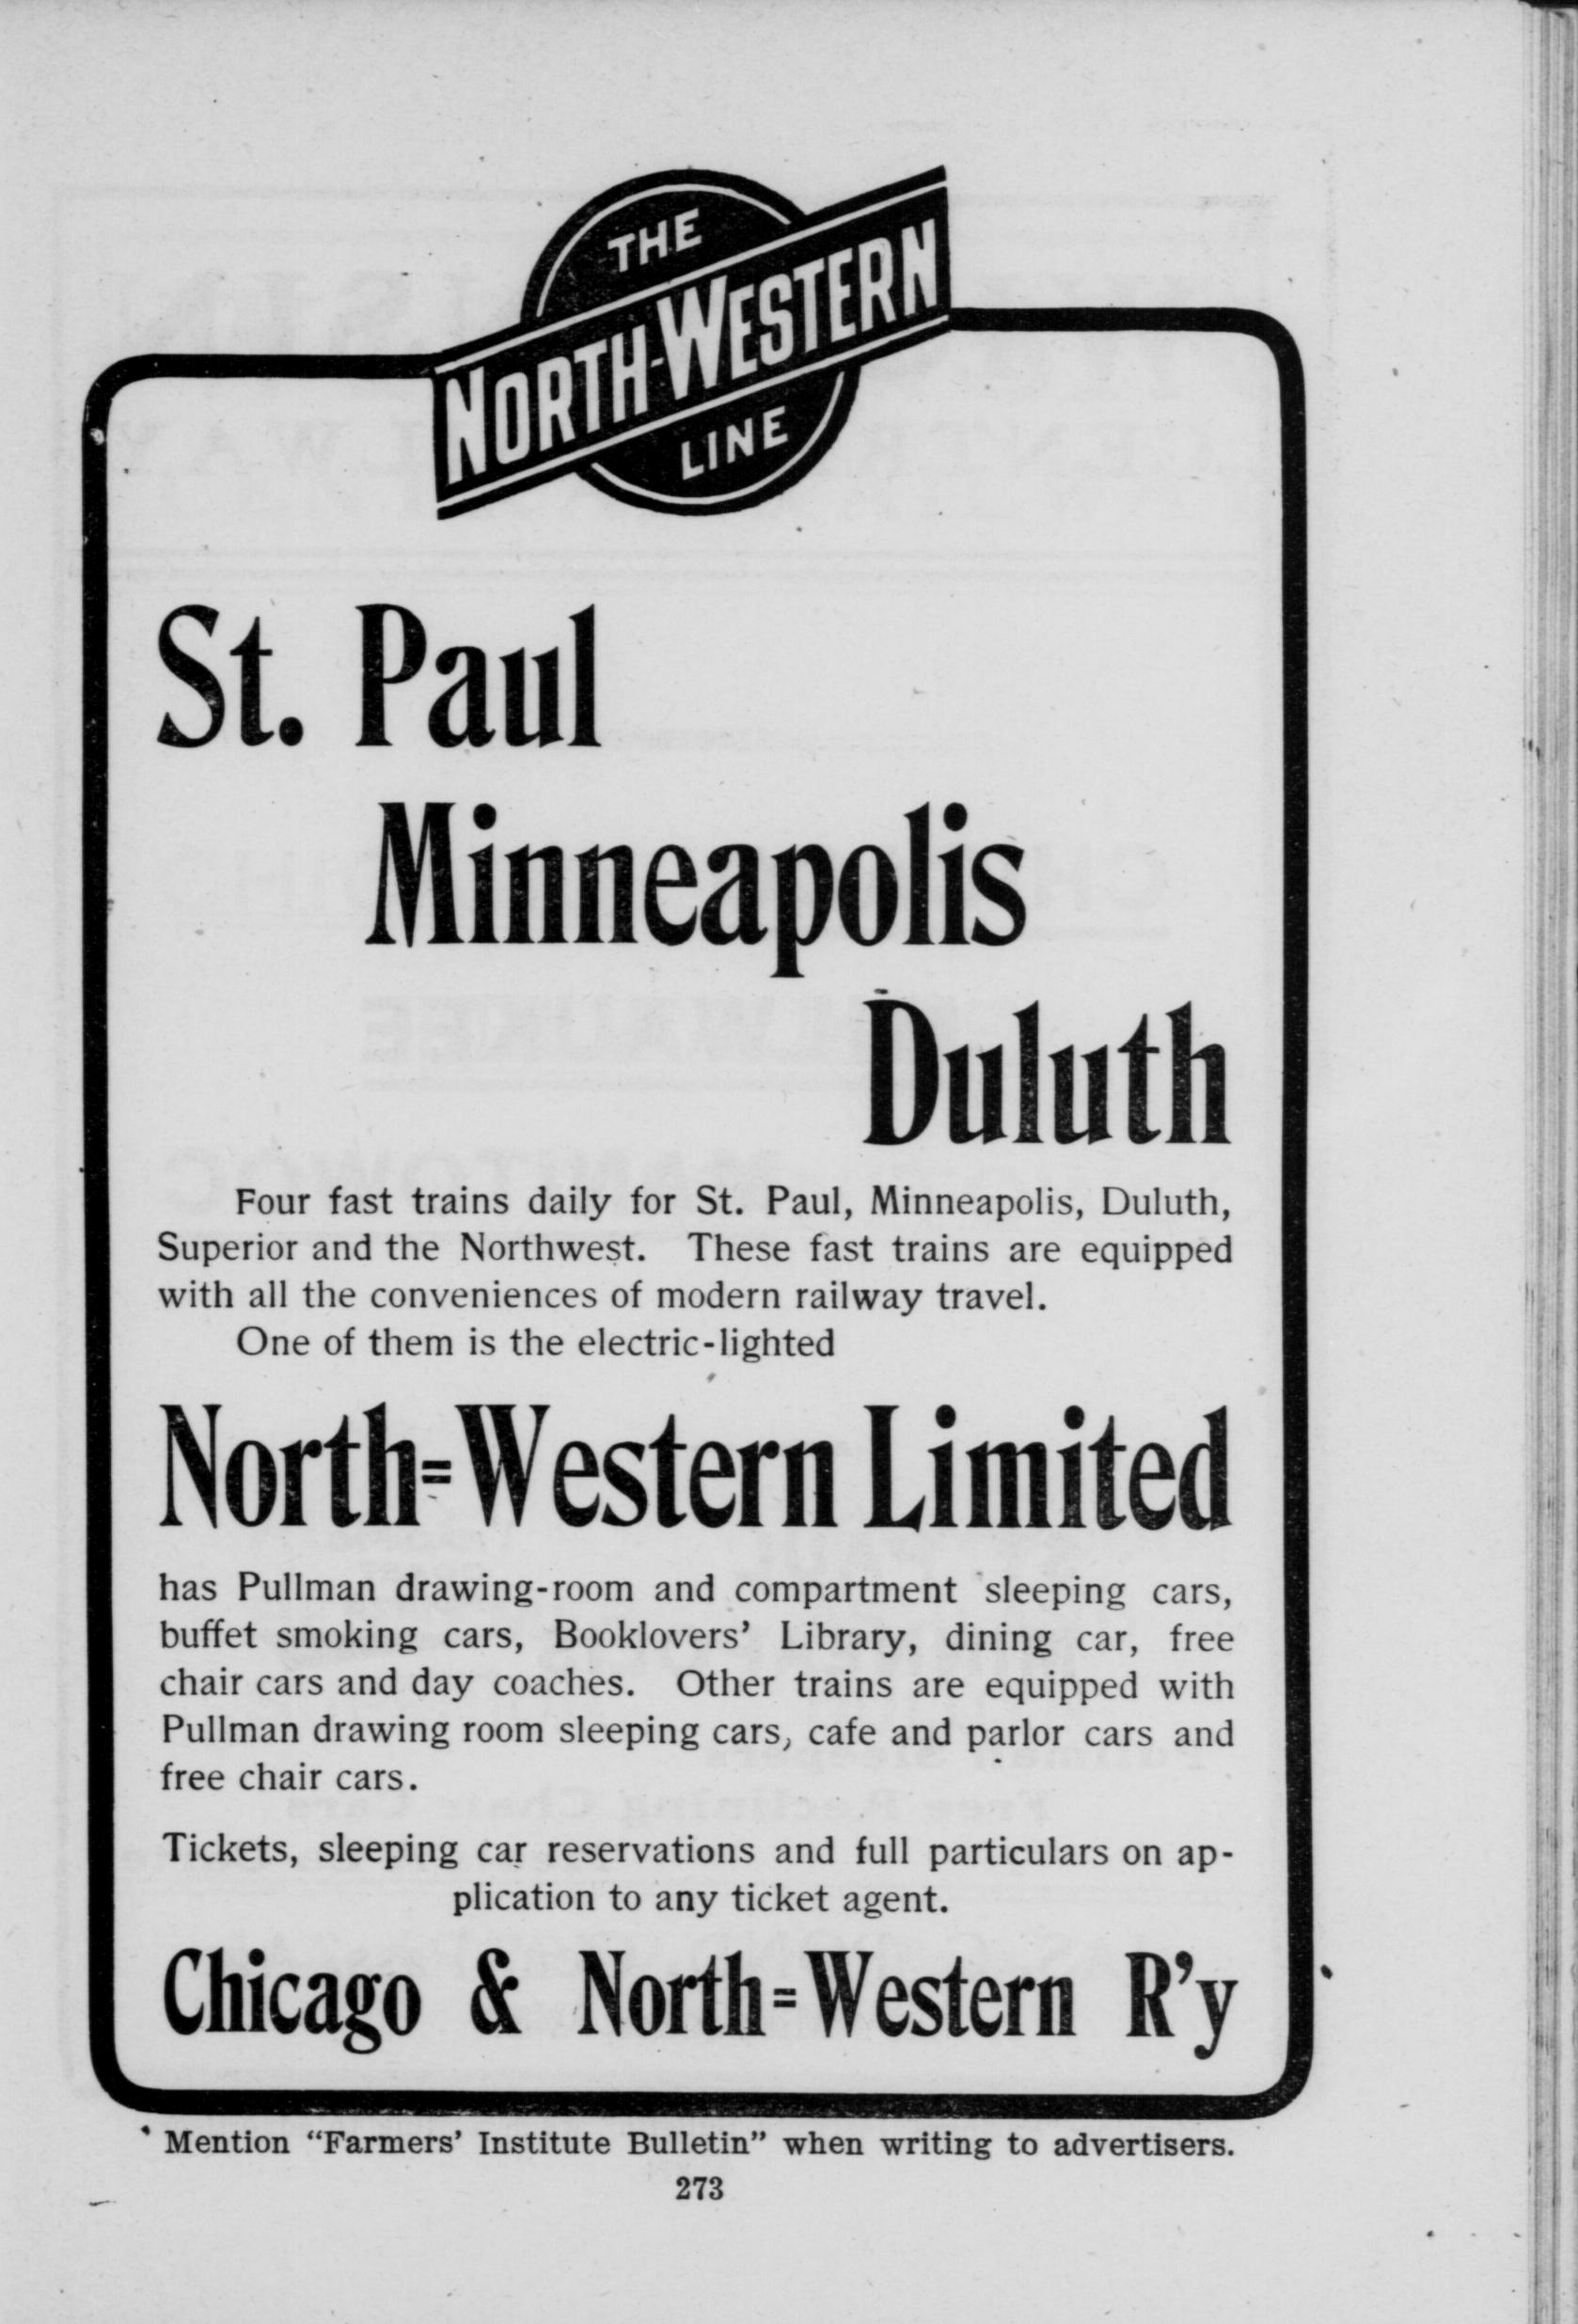 THE
NORTH-WESTERN
LINE
St. Paul
Minneapolis
Duluth
Four fast trains daily for St. Paul, Minneapolis, Duluth,
Superior and the Northwest. These fast trains are equipped
with all the conveniences of modern railway travel.
One of them is the electric-lighted
North=Western Limited
has Pullman drawing-room and compartment sleeping cars,
buffet smoking cars, Booklovers' Library, dining car, free
chair cars and day coaches. Other trains are equipped with
Pullman drawing room sleeping cars, cafe and parlor cars and
free chair cars.
Tickets, sleeping car reservations and full particulars on ap-
plication to any ticket agent.
Chicago & North=Western R'y
Mention "Farmers' Institute Bulletin" when writing to advertisers.
273